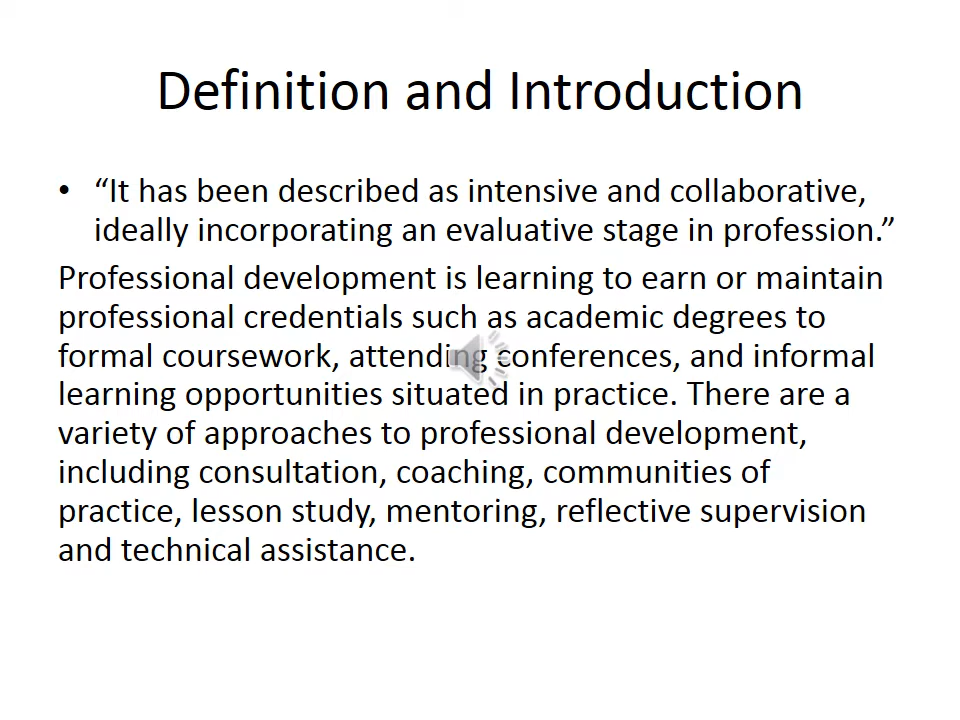 Definition and Introduction
• “It has been described as intensive and collaborative,
ideally incorporating an evaluative stage in profession.”
Professional development is learning to earn or maintain
professional credentials such as academic degrees to
formal coursework, attending conferences, and informal
learning opportunities situated in practice. There are a
variety of approaches to professional development,
including consultation, coaching, communities of
practice, lesson study, mentoring, reflective supervision
and technical assistance.